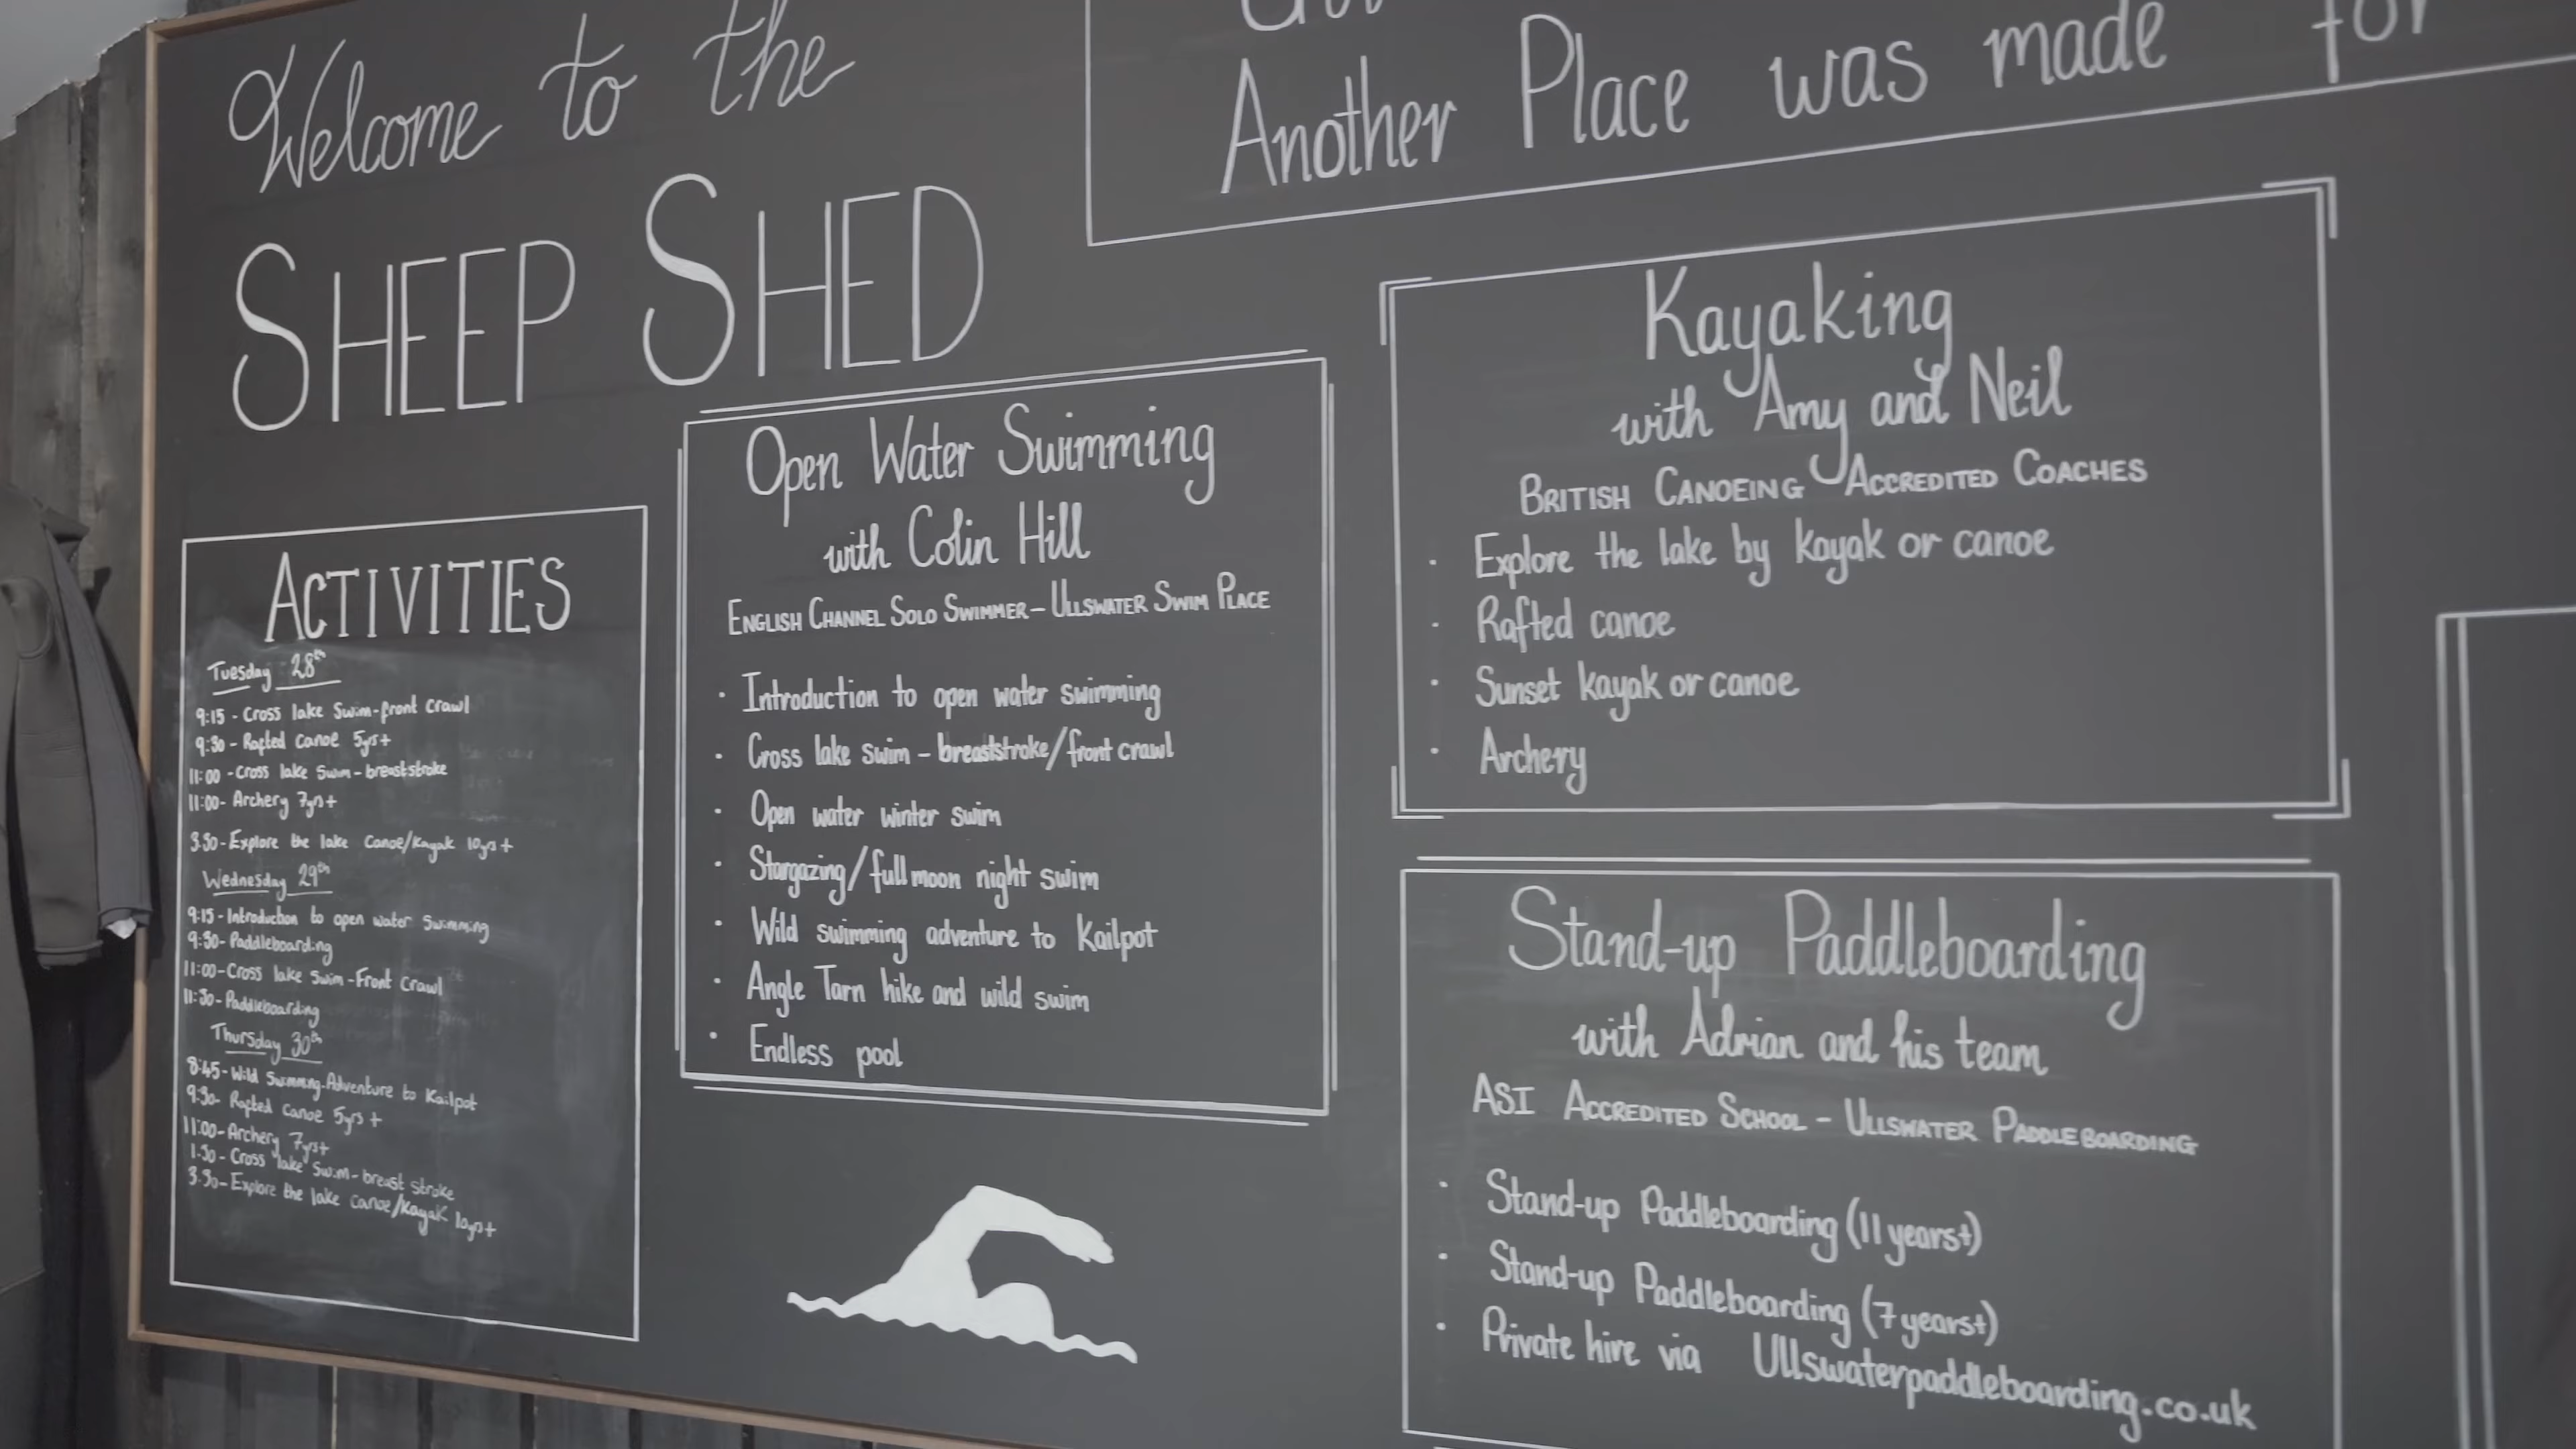 Welcome to the
SHEEP SHED
Another Place was made for
ACTIVITIES
Tuesday 28th
9:15 - Cross lake Swim - front crawl
9:30 - Rafted Canoe 5yrs+
11:00 - Cross lake Swim - breaststroke
11:00 - Archery 7yrs+
3.30 - Explore the lake Canoe/Kayak 10yrs+
Wednesday 29th
9:15 - Introduction to open water Swimming
9:30 - Paddleboarding
11:00 - Cross lake Swim - Front Crawl
11:30 - Paddleboarding
Thursday 30th
8:45 - Wild Swimming Adventure to Kailpot
9:30 - Rafted Canoe 5yrs+
11:00 - Archery 7yrs+
1.30 - Cross lake Swim - breast stroke
3.30 - Explore the lake Canoe/Kayak 10yrs+
Open Water Swimming
with Colin Hill
ENGLISH CHANNEL SOLO SWIMMER - ULLSWATER SWIM PLACE
· Introduction to open water swimming
· Cross lake swim - breaststroke/front crawl
· Open water winter swim
· Stargazing/full moon night swim
· Wild swimming adventure to Kailpot
· Angle Tarn hike and wild swim
· Endless pool
Kayaking
with Amy and Neil
BRITISH CANOEING ACCREDITED COACHES
· Explore the lake by kayak or canoe
· Rafted canoe
· Sunset kayak or canoe
· Archery
Stand-up Paddleboarding
with Adrian and his team
ASI ACCREDITED SCHOOL - ULLSWATER PADDLEBOARDING
· Stand-up Paddleboarding (11 years+)
· Stand-up Paddleboarding (7 years+)
· Private hire via Ullswaterpaddleboarding.co.uk